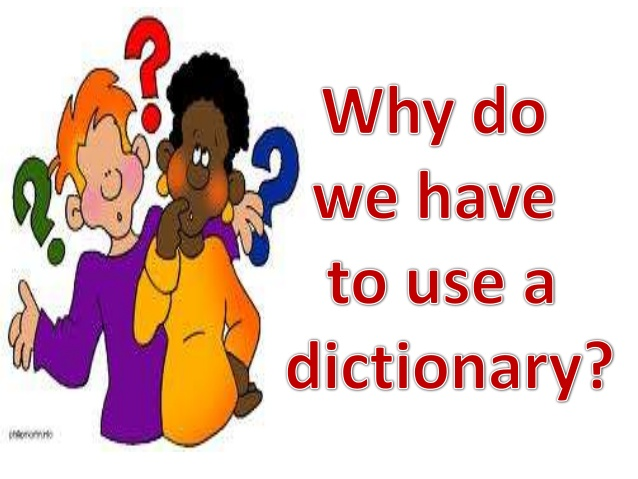 Why do
we have
to use a
dictionary?